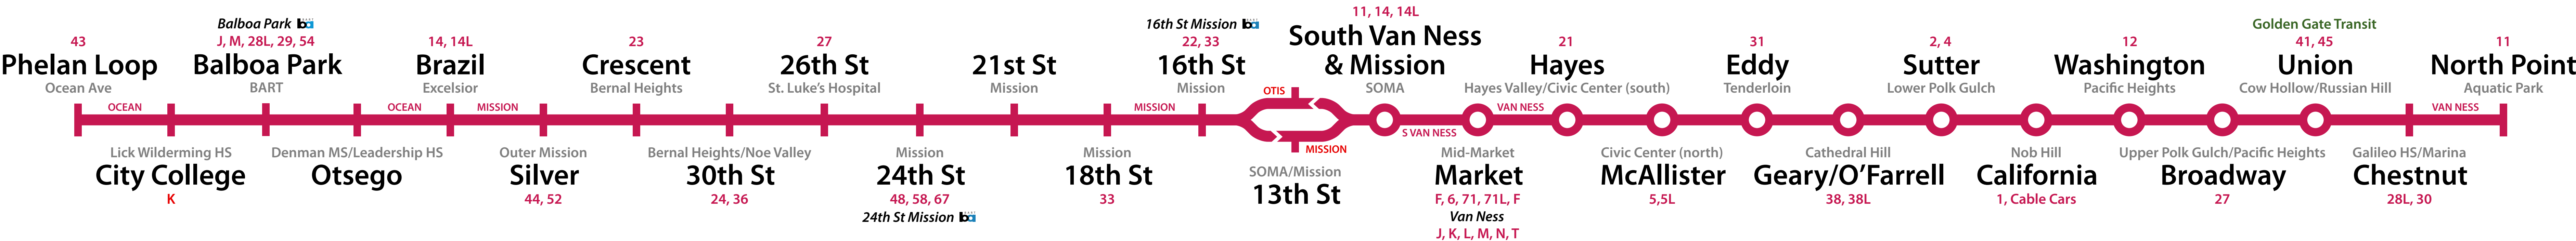 43
Phelan Loop
Ocean Ave
Balboa Park ba
J, M, 28L, 29, 54
Balboa Park
BART
14, 14L
Brazil
Excelsior
23
Crescent
Bernal Heights
27
26th St
St. Luke's Hospital
21st St
Mission
16th St Mission ba
22, 33
16th St
Mission
11, 14, 14L
South Van Ness
& Mission
SOMA
21
Hayes
Hayes Valley/Civic Center (south)
31
Eddy
Tenderloin
2, 4
Sutter
Lower Polk Gulch
12
Washington
Pacific Heights
Golden Gate Transit
41, 45
Union
Cow Hollow/Russian Hill
11
North Point
Aquatic Park
OCEAN
OCEAN
MISSION
MISSION
OTIS
MISSION
S VAN NESS
VAN NESS
VAN NESS
Lick Wilderming HS
City College
K
Denman MS/Leadership HS
Otsego
Outer Mission
Silver
44, 52
Bernal Heights/Noe Valley
30th St
24, 36
Mission
24th St
48, 58, 67
24th St Mission ba
Mission
18th St
33
SOMA/Mission
13th St
Mid-Market
Market
F, 6, 71, 71L, F
Van Ness
J, K, L, M, N, T
Civic Center (north)
McAllister
5,5L
Cathedral Hill
Geary/O'Farrell
38, 38L
Nob Hill
California
1, Cable Cars
Upper Polk Gulch/Pacific Heights
Broadway
27
Galileo HS/Marina
Chestnut
28L, 30